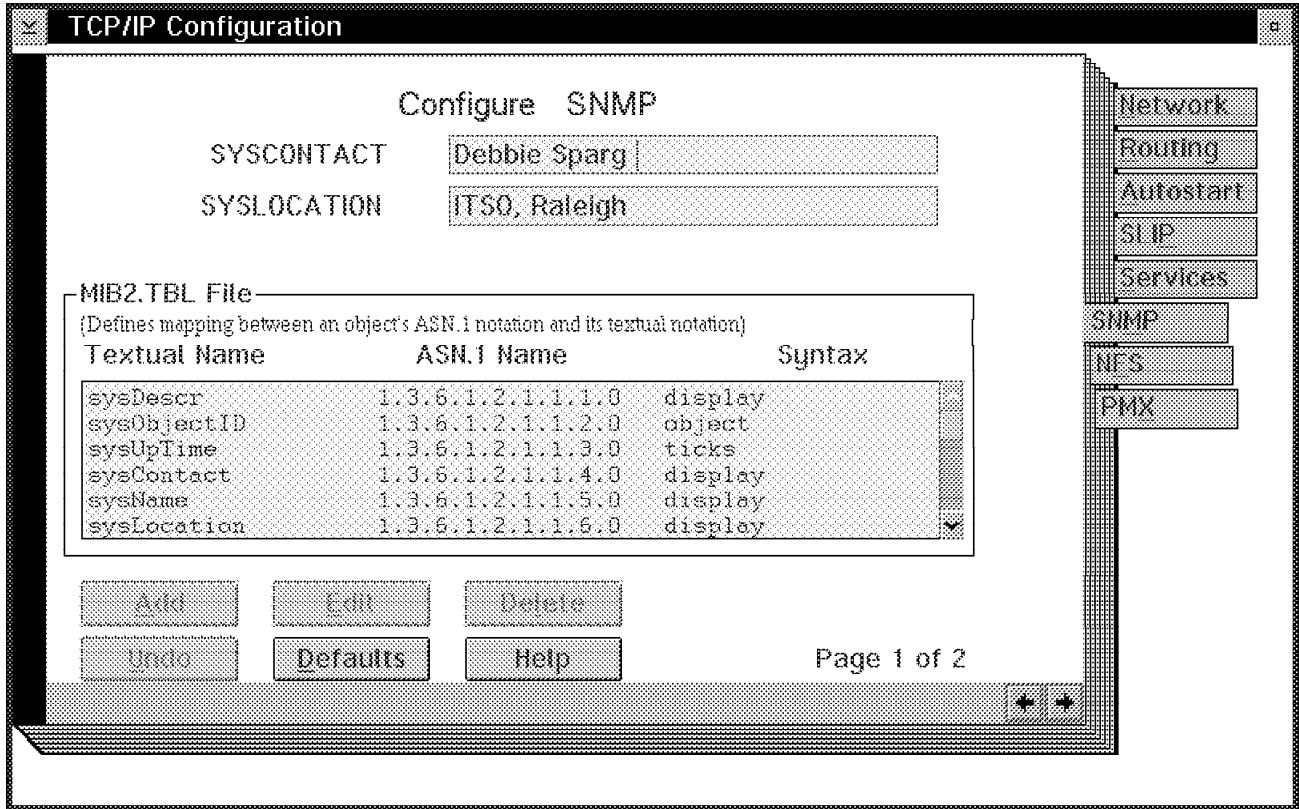 TCP/IP Configuration
Configure SNMP
SYSCONTACT Debbie Sparg
SYSLOCATION ITSO, Raleigh
MIB2.TBL File
(Defines mapping between an object's ASN.1 notation and its textual notation)
Textual Name ASN.1 Name Syntax
sysDescr 1.3.6.1.2.1.1.1.0 display
sysObjectID 1.3.6.1.2.1.1.2.0 object
sysUpTime 1.3.6.1.2.1.1.3.0 ticks
sysContact 1.3.6.1.2.1.1.4.0 display
sysName 1.3.6.1.2.1.1.5.0 display
sysLocation 1.3.6.1.2.1.1.6.0 display
Add Edit Delete
Undo Defaults Help Page 1 of 2
Network
Routing
Autostart
SLIP
Services
SNMP
NFS
PMX